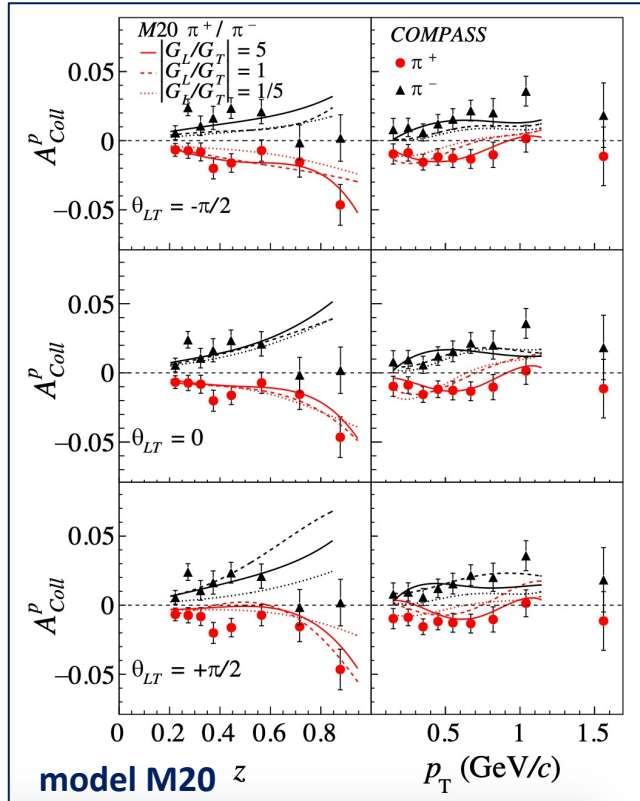 M20 π⁺/ π⁻
|G_L/G_T| = 5
|G_L/G_T| = 1
|G_L/G_T| = 1/5
COMPASS
π⁺
π⁻
A^p_Coll
0.05
0
−0.05
θ_LT = -π/2
A^p_Coll
0.05
0
−0.05
θ_LT = 0
A^p_Coll
0.05
0
−0.05
θ_LT = +π/2
0 0.2 0.4 0.6 0.8 0 0.5 1 1.5
model M20 z p_T (GeV/c)